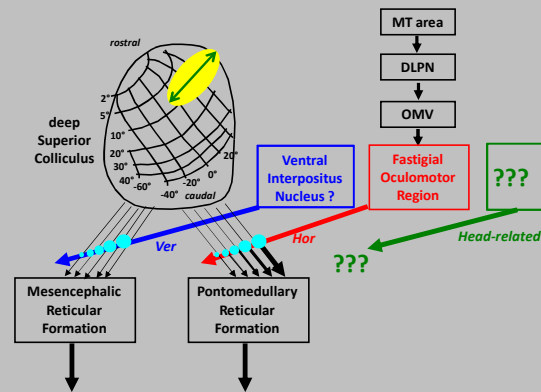 MT area
DLPN
OMV
rostral
deep
Superior
Colliculus
2°
5°
10°
20°
30°
40°
-60°
-40°
-20°
0°
20°
caudal
Ventral
Interpositus
Nucleus ?
Fastigial
Oculomotor
Region
???
Ver
Hor
Head-related
???
Mesencephalic
Reticular
Formation
Pontomedullary
Reticular
Formation